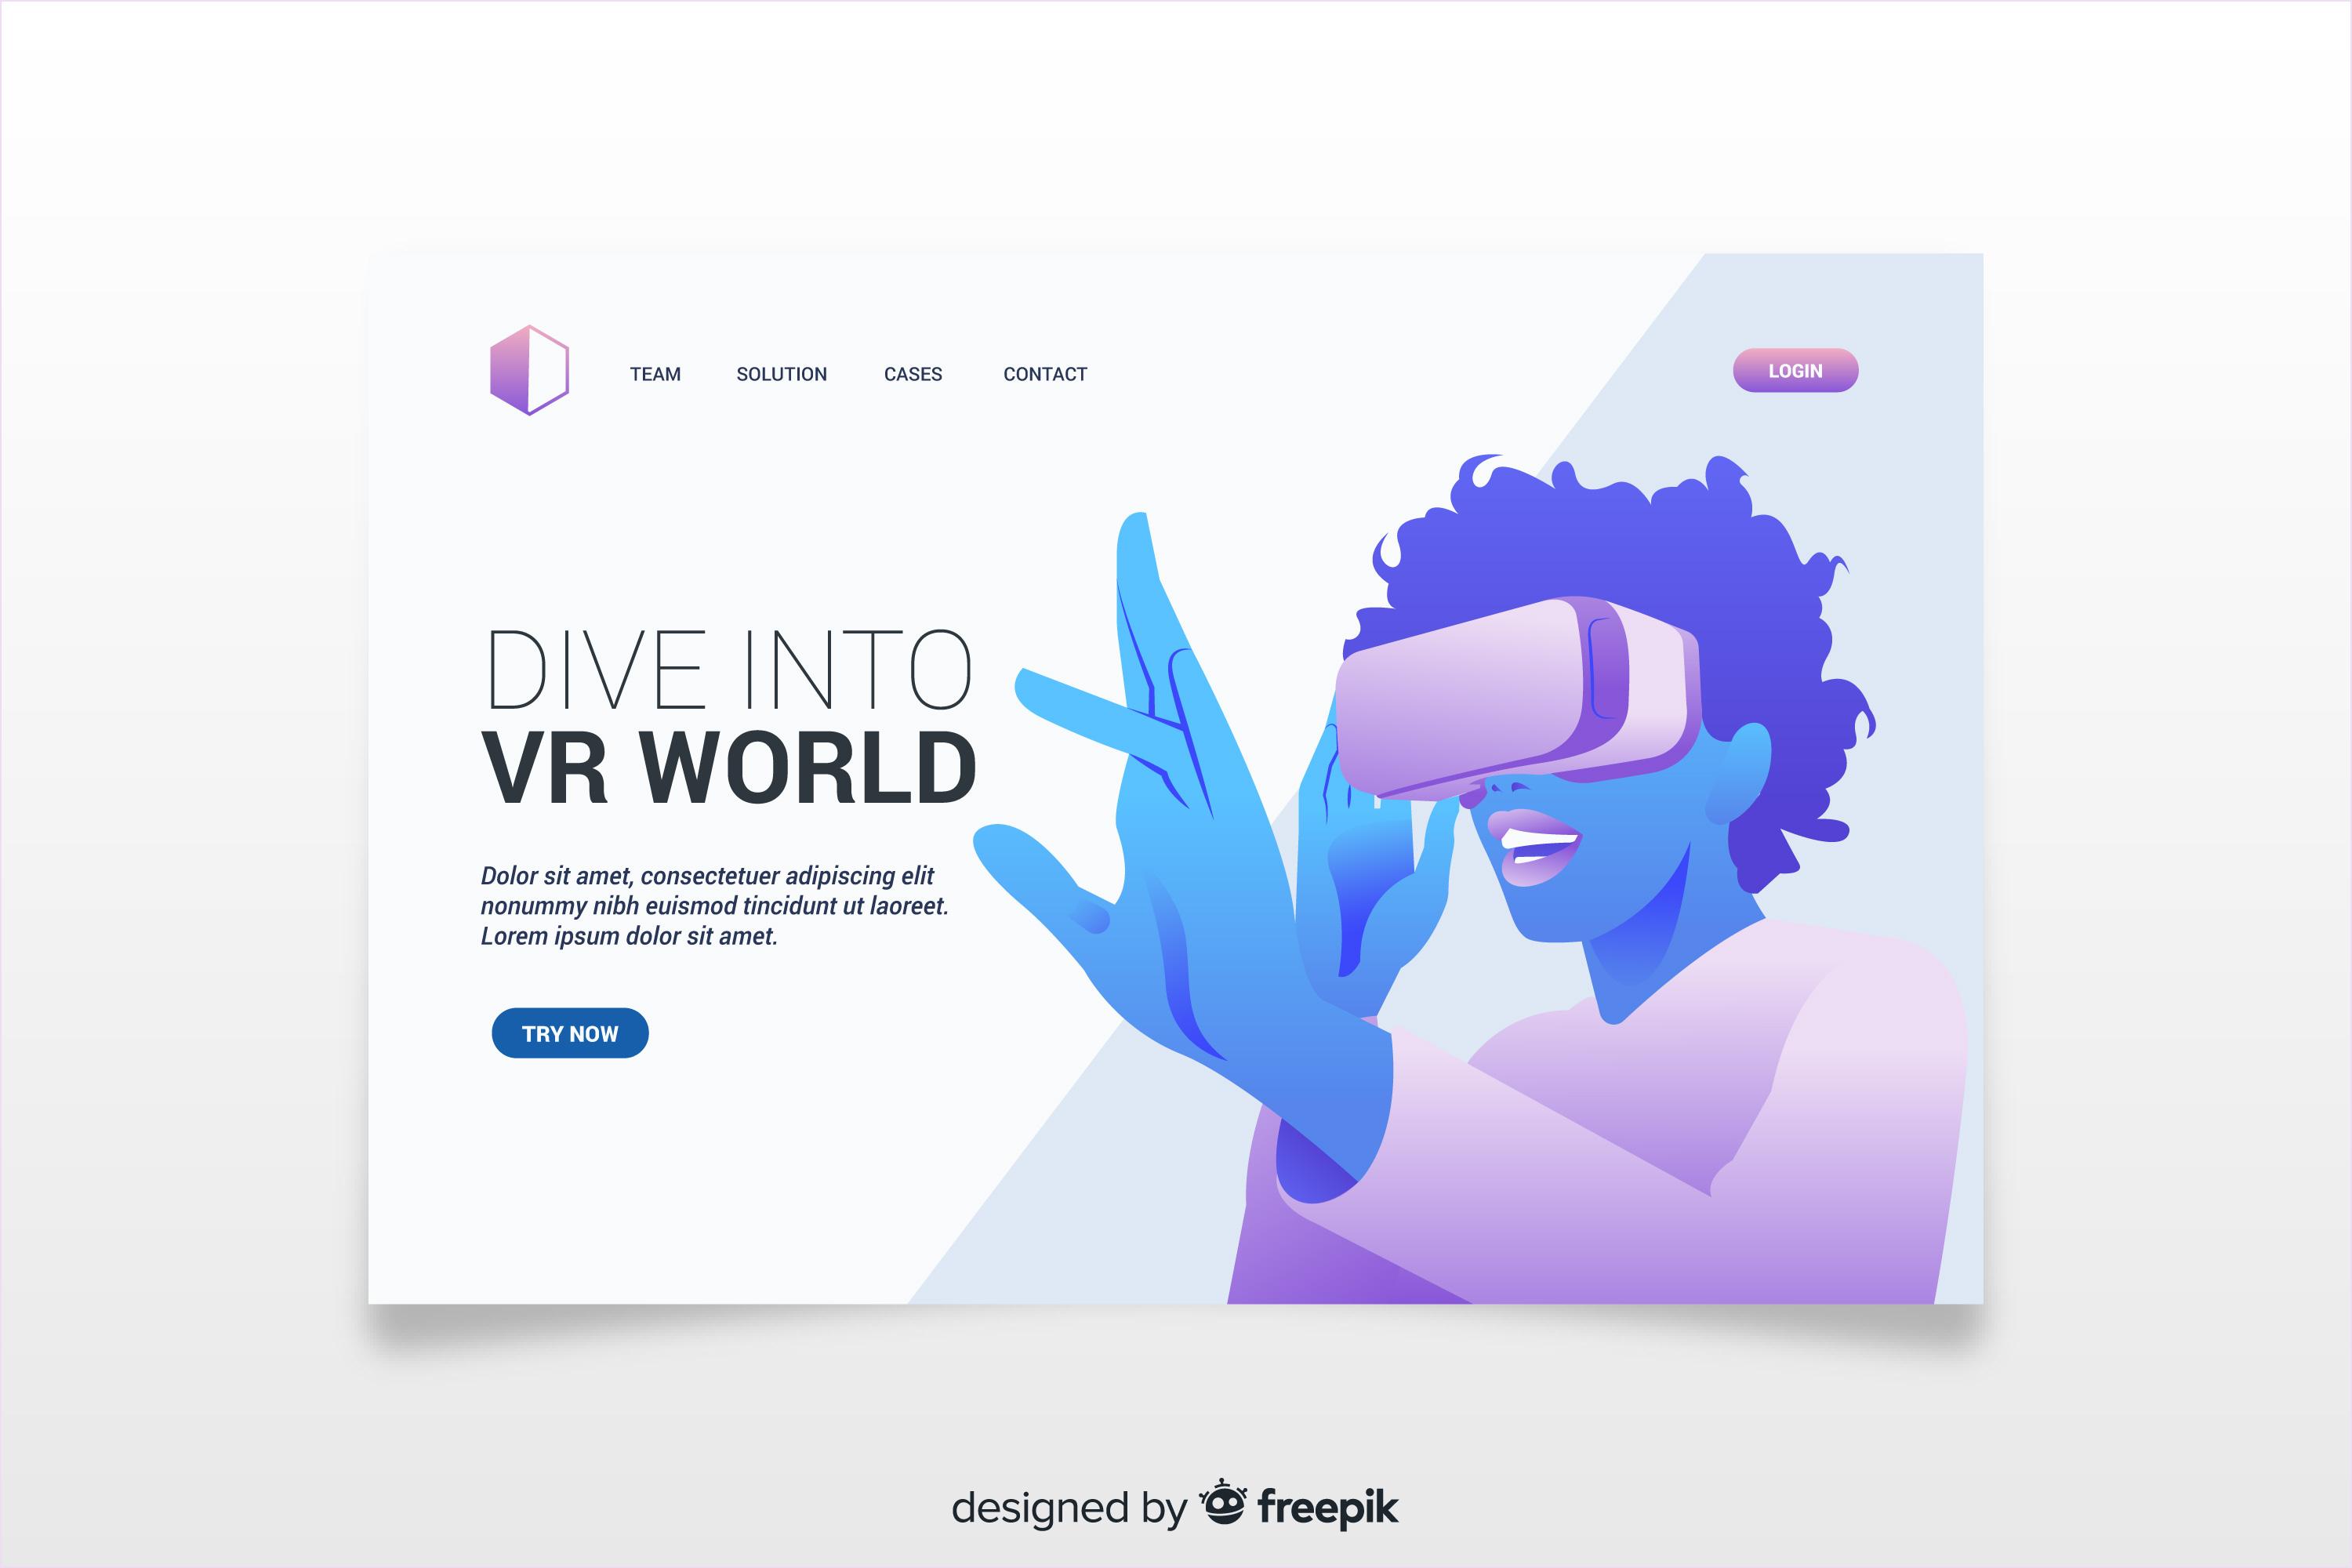 TEAM SOLUTION CASES CONTACT LOGIN
DIVE INTO
VR WORLD
Dolor sit amet, consectetuer adipiscing elit
nonummy nibh euismod tincidunt ut laoreet.
Lorem ipsum dolor sit amet.
TRY NOW
designed by freepik